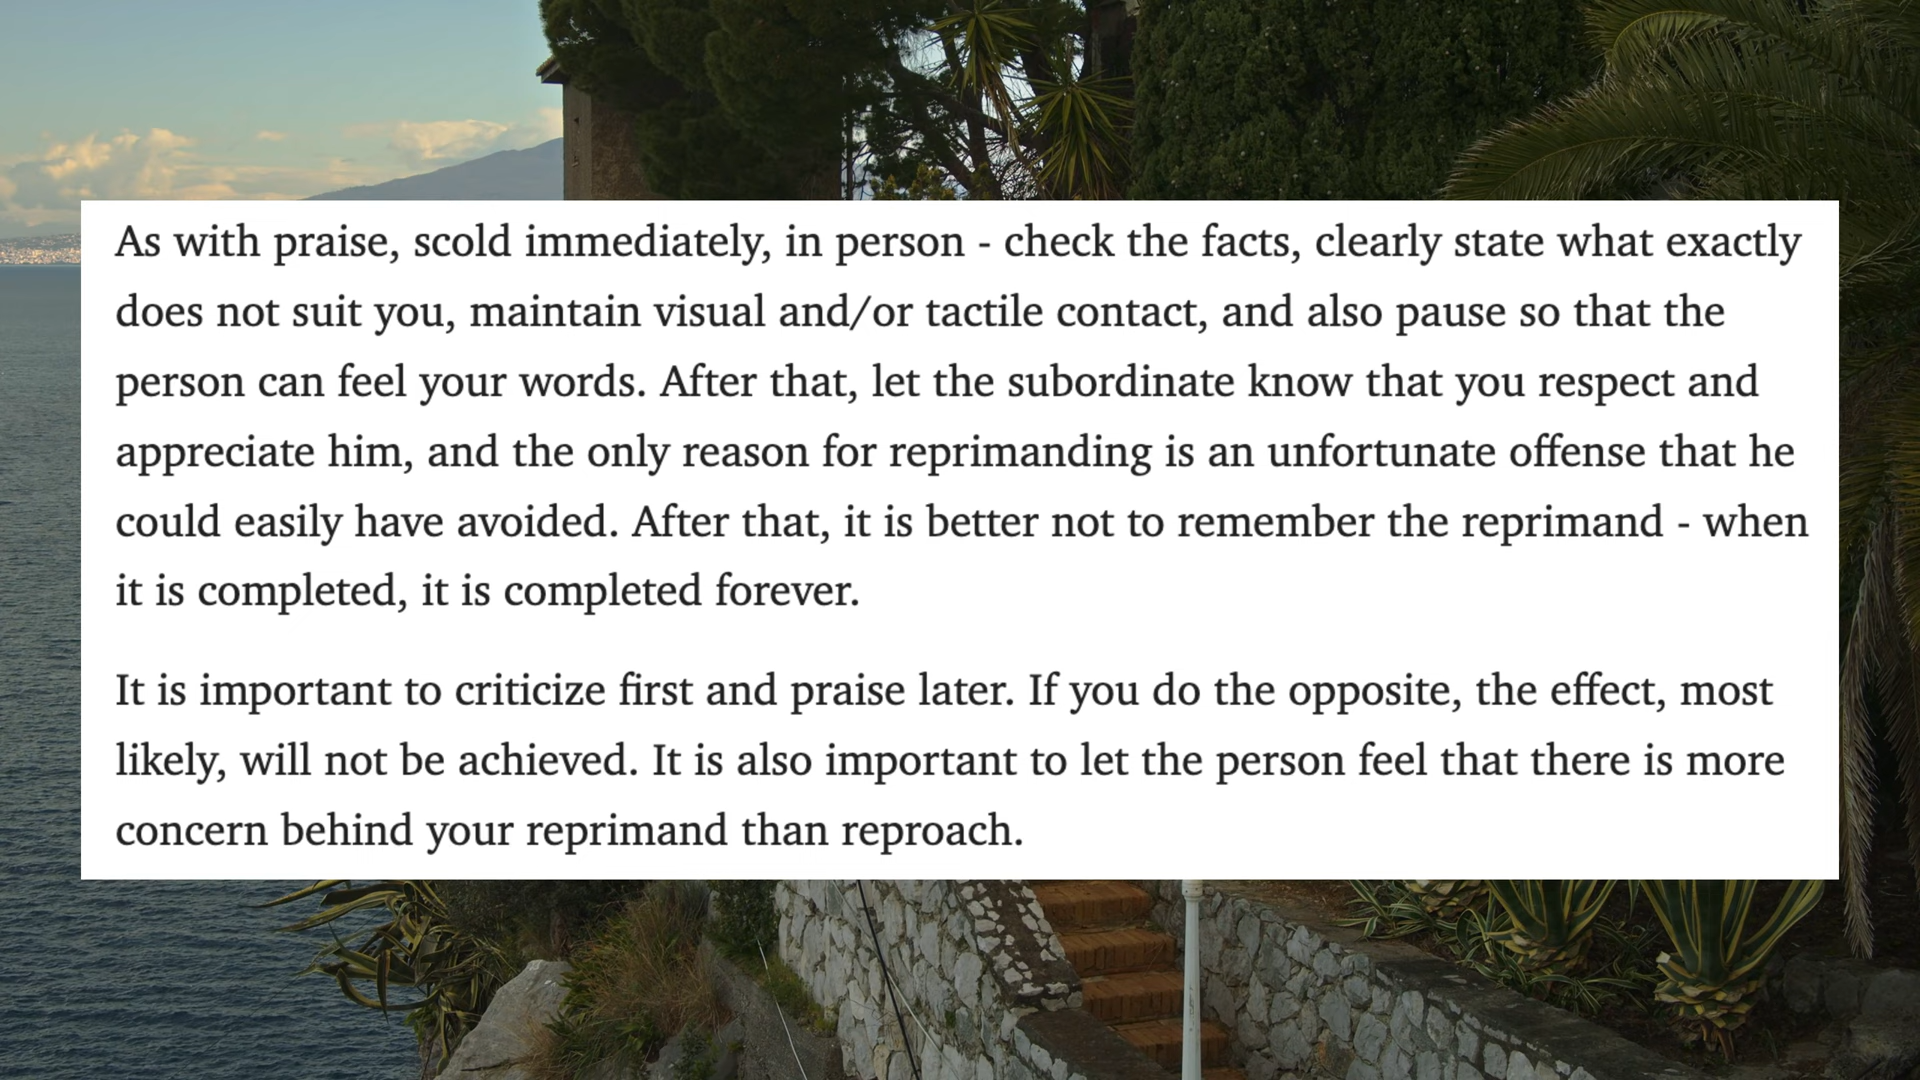 As with praise, scold immediately, in person - check the facts, clearly state what exactly
does not suit you, maintain visual and/or tactile contact, and also pause so that the
person can feel your words. After that, let the subordinate know that you respect and
appreciate him, and the only reason for reprimanding is an unfortunate offense that he
could easily have avoided. After that, it is better not to remember the reprimand - when
it is completed, it is completed forever.
It is important to criticize first and praise later. If you do the opposite, the effect, most
likely, will not be achieved. It is also important to let the person feel that there is more
concern behind your reprimand than reproach.